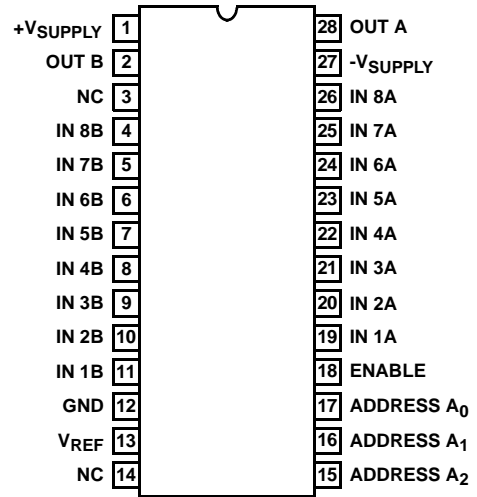 +VSUPPLY 1 28 OUT A
OUT B 2 27 -VSUPPLY
NC 3 26 IN 8A
IN 8B 4 25 IN 7A
IN 7B 5 24 IN 6A
IN 6B 6 23 IN 5A
IN 5B 7 22 IN 4A
IN 4B 8 21 IN 3A
IN 3B 9 20 IN 2A
IN 2B 10 19 IN 1A
IN 1B 11 18 ENABLE
GND 12 17 ADDRESS A0
VREF 13 16 ADDRESS A1
NC 14 15 ADDRESS A2